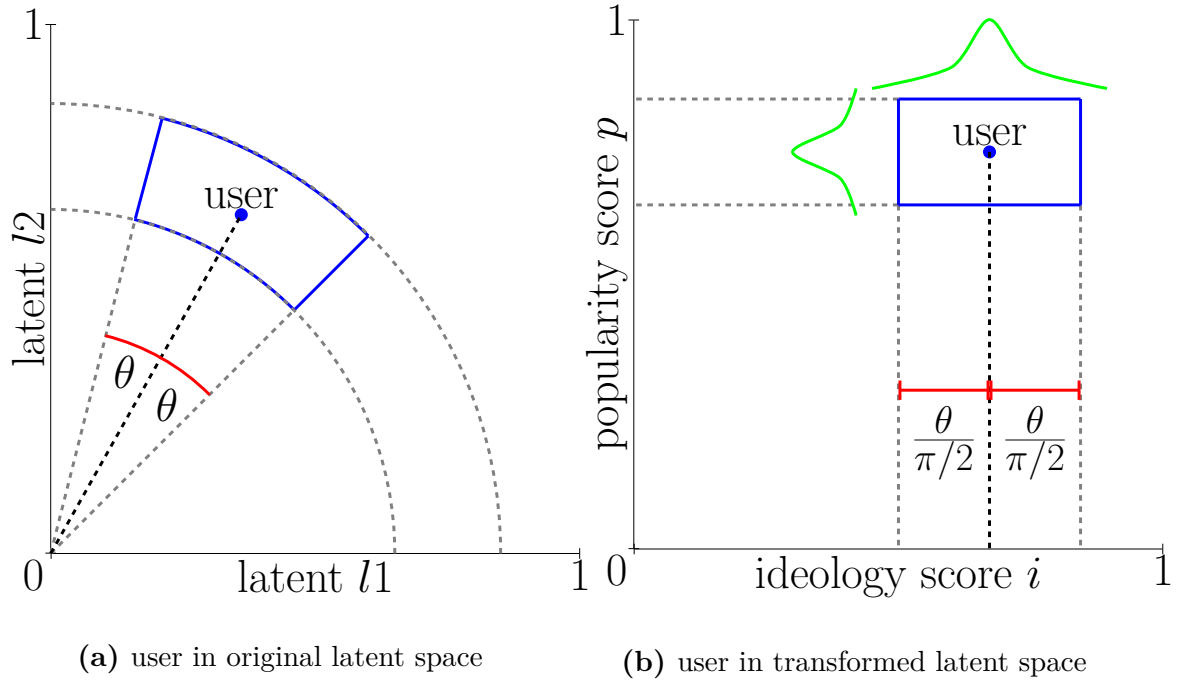 1
latent l2
user
θ
θ
0
latent l1
1
(a) user in original latent space
1
popularity score p
user
θ
π/2
θ
π/2
0
ideology score i
1
(b) user in transformed latent space